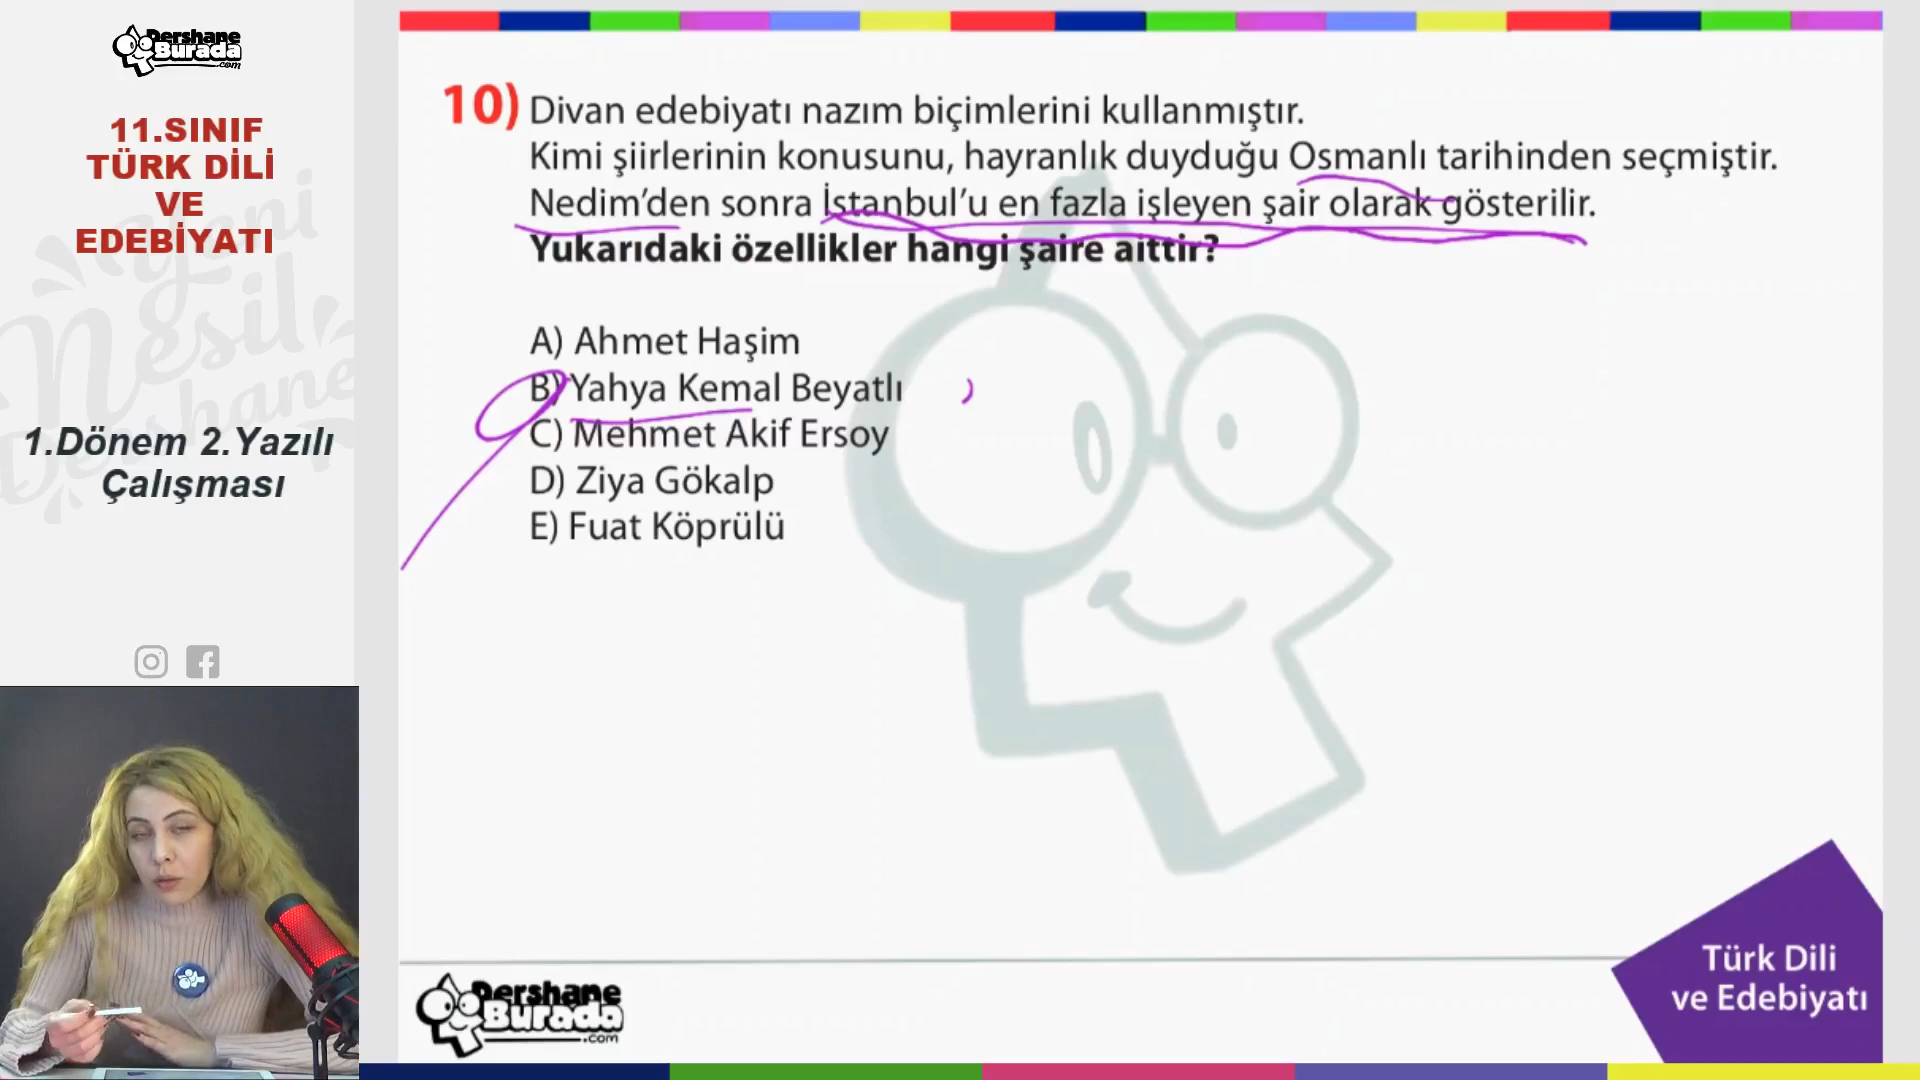 Dershane
Burada
.com
11.SINIF
TÜRK DİLİ
VE
EDEBİYATI
Yeni
Nesil
Dershane
1.Dönem 2.Yazılı
Çalışması
10) Divan edebiyatı nazım biçimlerini kullanmıştır.
Kimi şiirlerinin konusunu, hayranlık duyduğu Osmanlı tarihinden seçmiştir.
Nedim’den sonra İstanbul’u en fazla işleyen şair olarak gösterilir.
Yukarıdaki özellikler hangi şaire aittir?
A) Ahmet Haşim
B) Yahya Kemal Beyatlı
C) Mehmet Akif Ersoy
D) Ziya Gökalp
E) Fuat Köprülü
Dershane
Burada
.com
Türk Dili
ve Edebiyatı